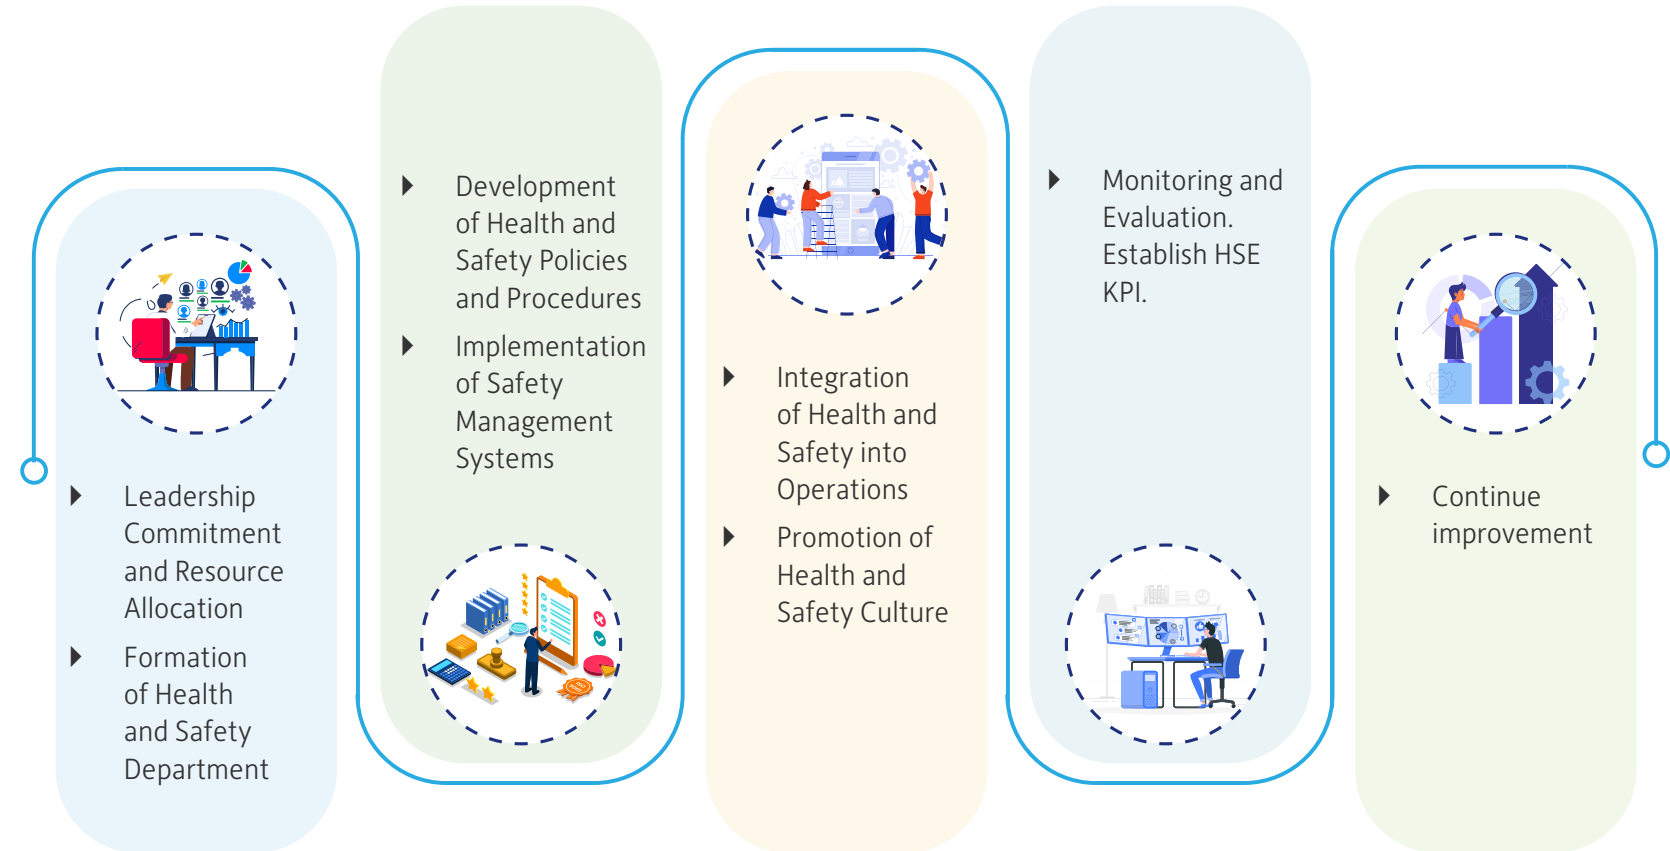 Leadership
Commitment
and Resource
Allocation
Formation
of Health
and Safety
Department
Development
of Health and
Safety Policies
and Procedures
Implementation
of Safety
Management
Systems
Integration
of Health and
Safety into
Operations
Promotion of
Health and
Safety Culture
Monitoring and
Evaluation.
Establish HSE
KPI.
Continue
improvement